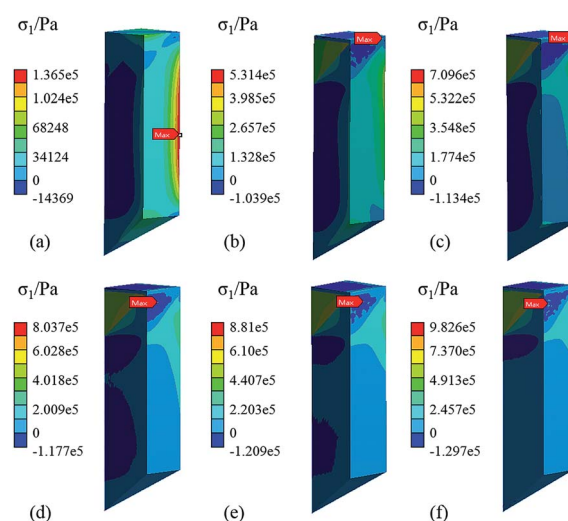 σ₁/Pa
1.365e5
1.024e5
68248
34124
0
-14369
Max
(a)
σ₁/Pa
5.314e5
3.985e5
2.657e5
1.328e5
0
-1.039e5
Max
(b)
σ₁/Pa
7.096e5
5.322e5
3.548e5
1.774e5
0
-1.134e5
Max
(c)
σ₁/Pa
8.037e5
6.028e5
4.018e5
2.009e5
0
-1.177e5
Max
(d)
σ₁/Pa
8.81e5
6.10e5
4.407e5
2.203e5
0
-1.209e5
Max
(e)
σ₁/Pa
9.826e5
7.370e5
4.913e5
2.457e5
0
-1.297e5
Max
(f)